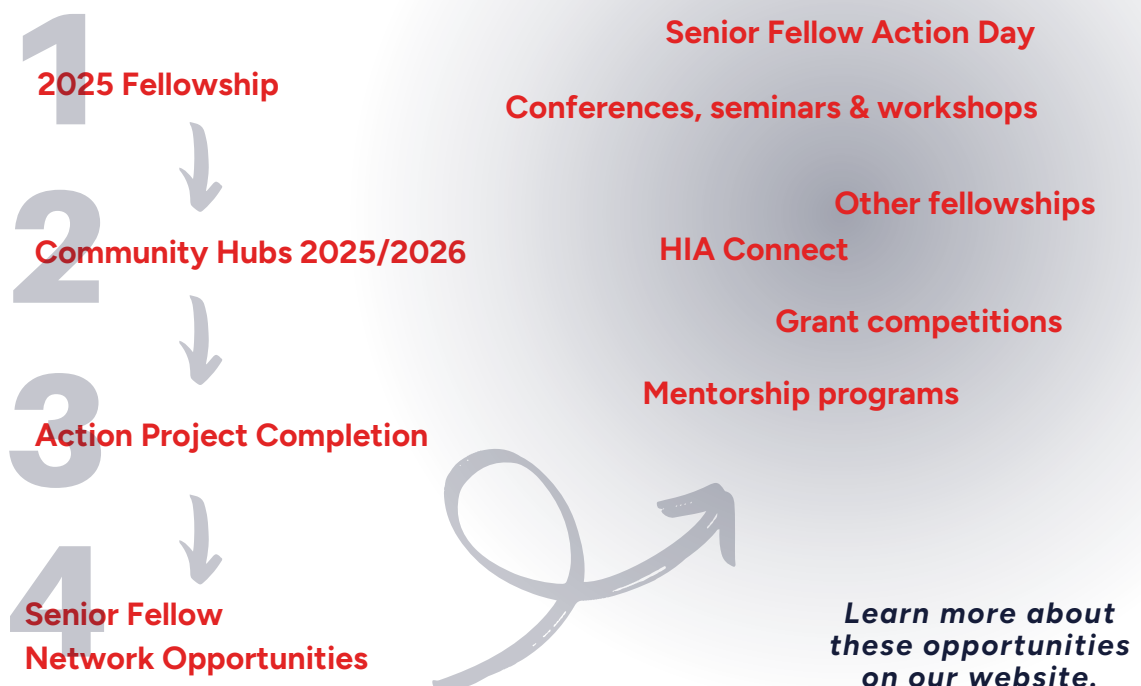 1
2025 Fellowship
2
Community Hubs 2025/2026
3
Action Project Completion
4
Senior Fellow
Network Opportunities
Senior Fellow Action Day
Conferences, seminars & workshops
Other fellowships
HIA Connect
Grant competitions
Mentorship programs
Learn more about
these opportunities
on our website.